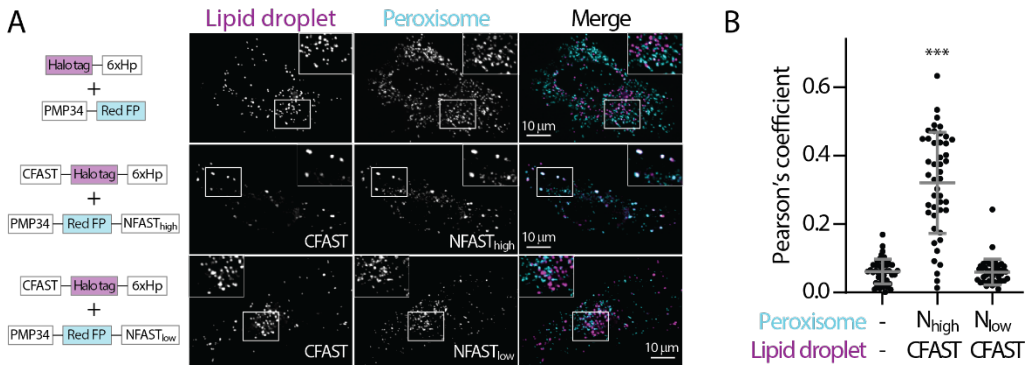 A
Lipid droplet Peroxisome Merge
Halo tag 6xHp
+
PMP34 Red FP
10 µm
CFAST Halo tag 6xHp
+
PMP34 Red FP NFASThigh
CFAST NFASThigh 10 µm
CFAST Halo tag 6xHp
+
PMP34 Red FP NFASTlow
CFAST NFASTlow 10 µm
B
***
Pearson's coefficient
0.6
0.4
0.2
0.0
Peroxisome - Nhigh Nlow
Lipid droplet - CFAST CFAST